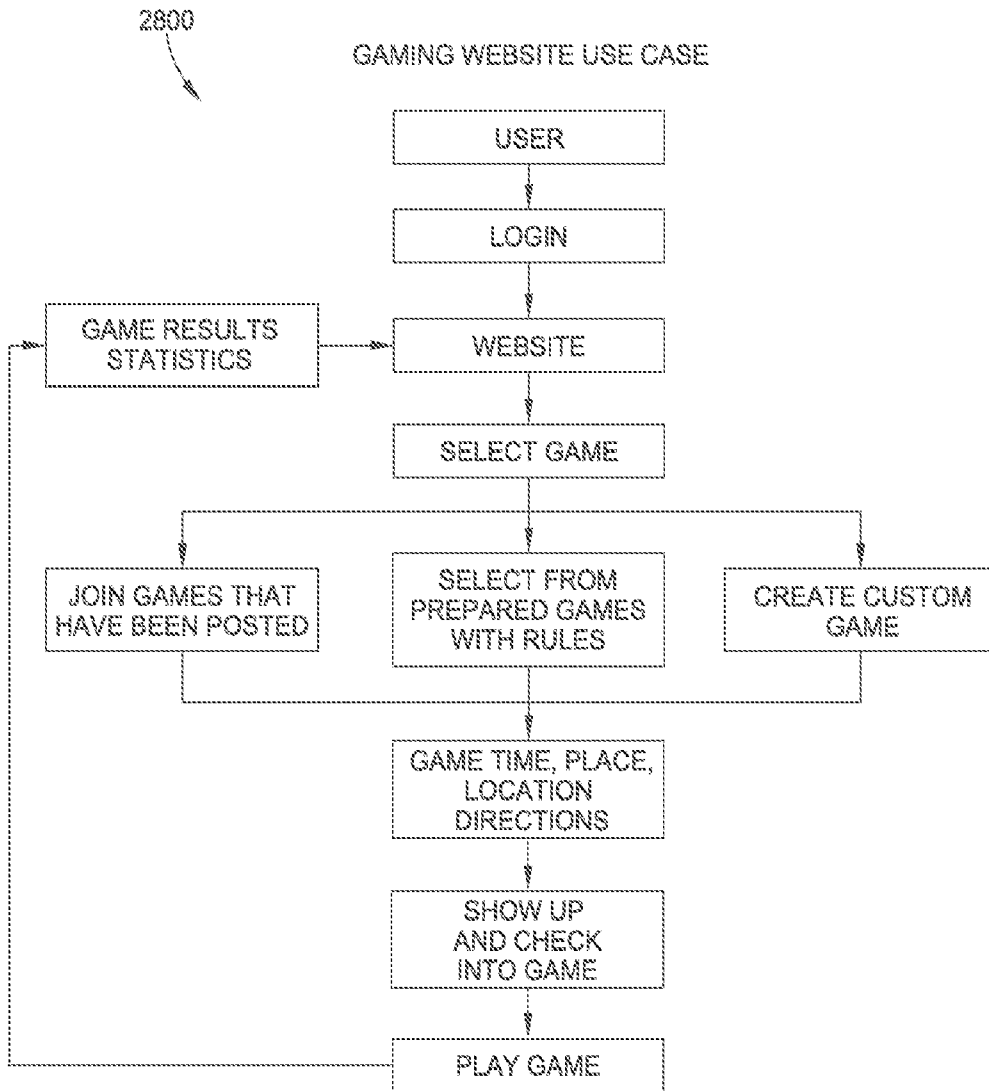 2800
GAMING WEBSITE USE CASE
USER
LOGIN
GAME RESULTS
STATISTICS
WEBSITE
SELECT GAME
JOIN GAMES THAT
HAVE BEEN POSTED
SELECT FROM
PREPARED GAMES
WITH RULES
CREATE CUSTOM
GAME
GAME TIME, PLACE,
LOCATION
DIRECTIONS
SHOW UP
AND CHECK
INTO GAME
PLAY GAME